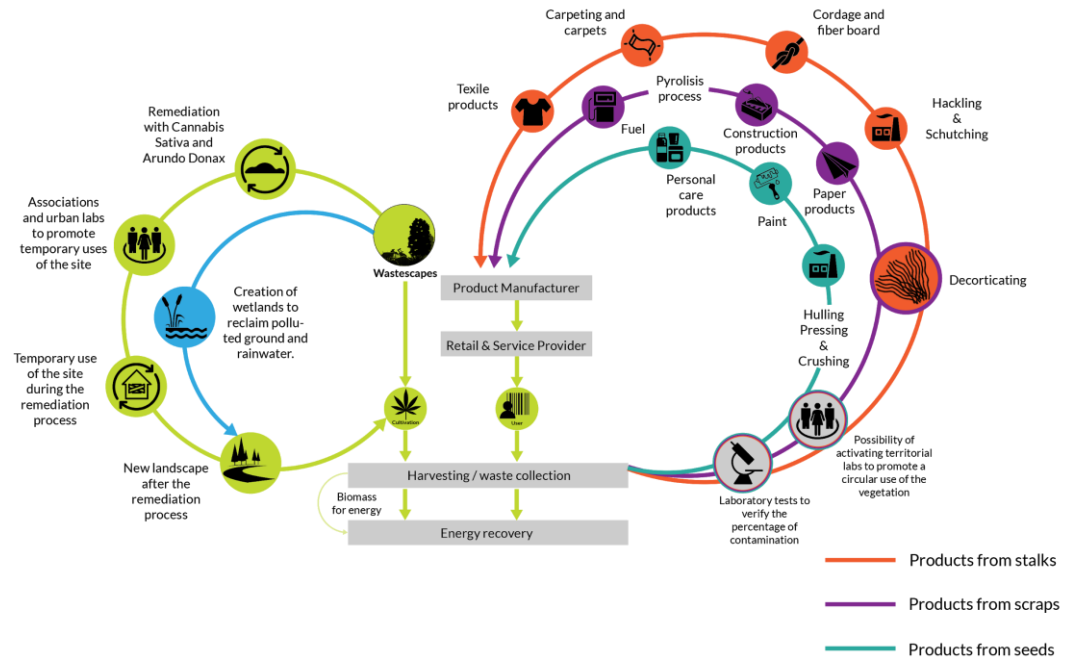 Carpeting and
carpets
Cordage and
fiber board
Texile
products
Pyrolisis
process
Hackling
&
Schutching
Fuel
Construction
products
Remediation
with Cannabis
Sativa and
Arundo Donax
Personal
care
products
Paper
products
Paint
Associations
and urban labs
to promote
temporary uses
of the site
Wastescapes
Decorticating
Product Manufacturer
Creation of
wetlands to
reclaim pollu-
ted ground and
rainwater.
Hulling
Pressing
&
Crushing
Retail & Service Provider
Temporary use
of the site
during the
remediation
process
Cultivation
User
Possibility of
activating territorial
labs to promote a
circular use of the
vegetation
New landscape
after the
remediation
process
Harvesting / waste collection
Biomass
for energy
Laboratory tests to
verify the
percentage of
contamination
Energy recovery
Products from stalks
Products from scraps
Products from seeds